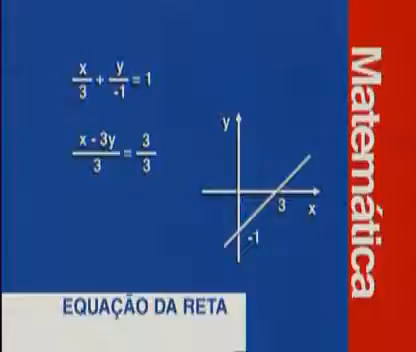 x/3 + y/-1 = 1
x - 3y/3 = 3/3
y
3 x
-1
EQUAÇÃO DA RETA
Matemática